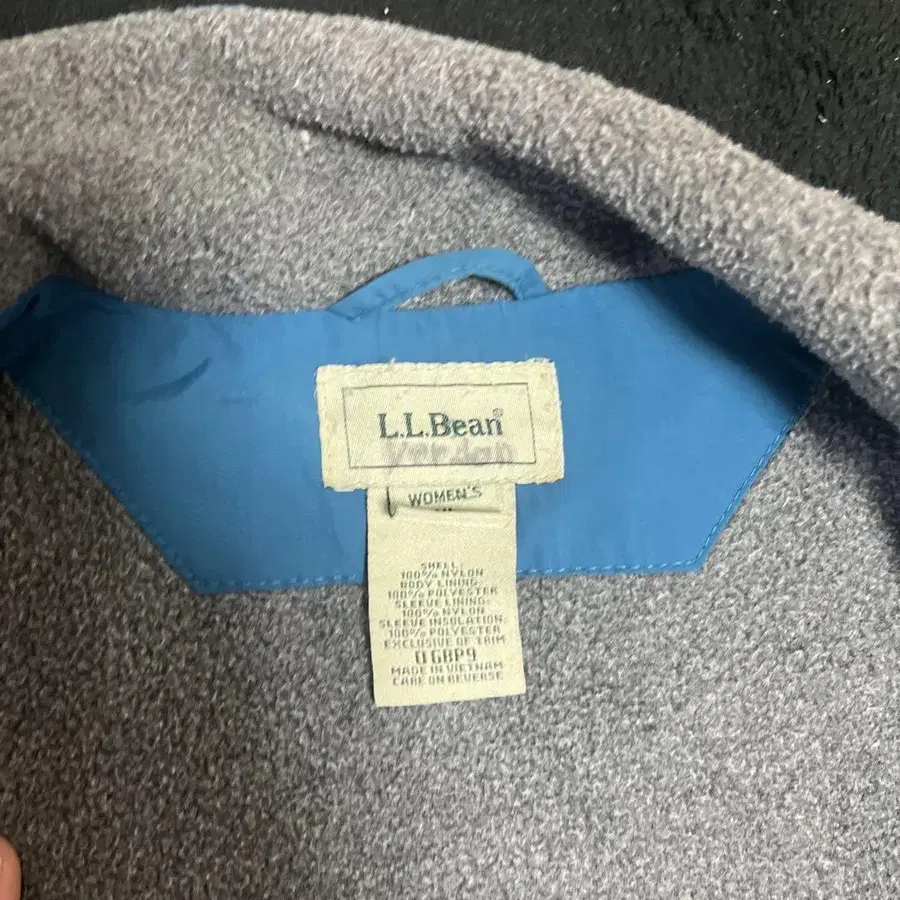 L.L.Bean®
WOMEN'S
SHELL:
100% NYLON
BODY LINING:
100% POLYESTER
SLEEVE LINING:
100% NYLON
SLEEVE INSULATION:
100% POLYESTER
EXCLUSIVE OF TRIM
0GBP9
MADE IN VIETNAM
CARE ON REVERSE